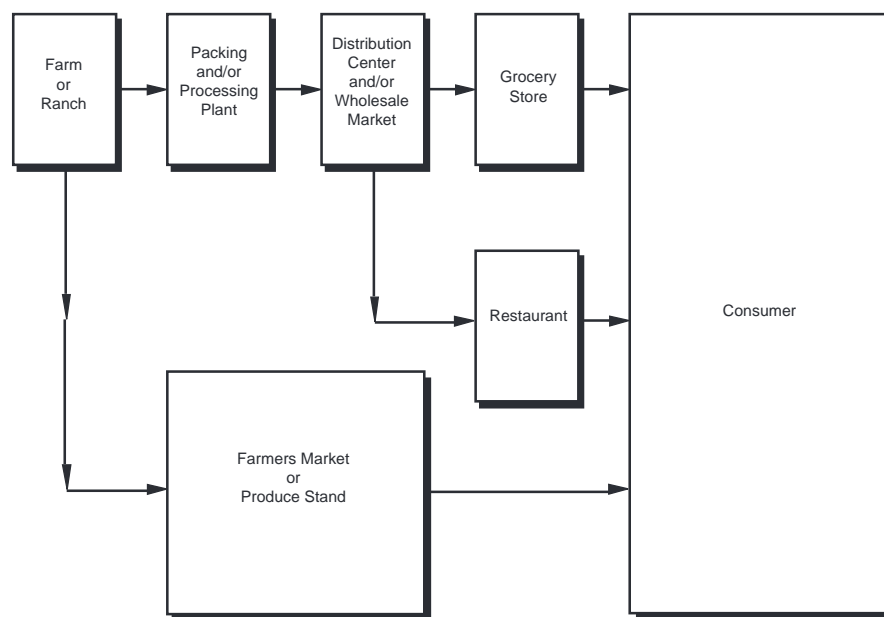 Farm
or
Ranch
Packing
and/or
Processing
Plant
Distribution
Center
and/or
Wholesale
Market
Grocery
Store
Restaurant
Consumer
Farmers Market
or
Produce Stand